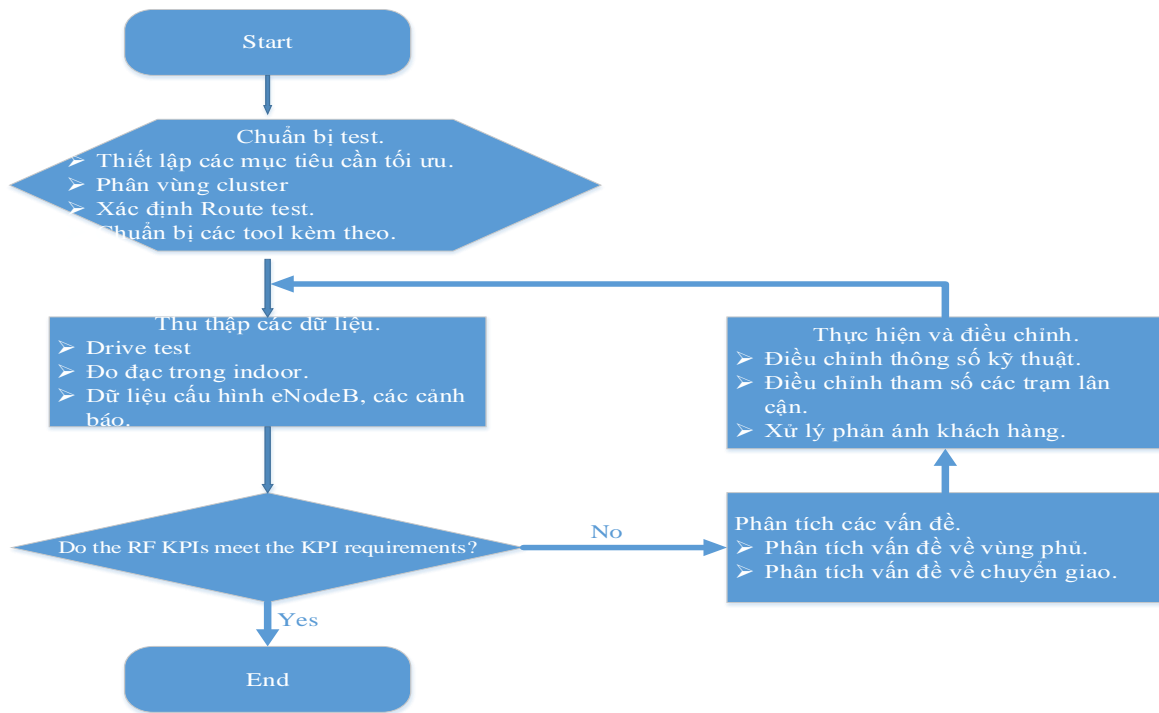 Start
Chuẩn bị test.
➢ Thiết lập các mục tiêu cần tối ưu.
➢ Phân vùng cluster
➢ Xác định Route test.
Chuẩn bị các tool kèm theo.
Thu thập các dữ liệu.
➢ Drive test
➢ Đo đạc trong indoor.
➢ Dữ liệu cấu hình eNodeB, các cảnh
báo.
Thực hiện và điều chỉnh.
➢ Điều chỉnh thông số kỹ thuật.
➢ Điều chỉnh tham số các trạm lân
cận.
➢ Xử lý phản ánh khách hàng.
Do the RF KPIs meet the KPI requirements?
No
Phân tích các vấn đề.
➢ Phân tích vấn đề về vùng phủ.
➢ Phân tích vấn đề về chuyển giao.
Yes
End